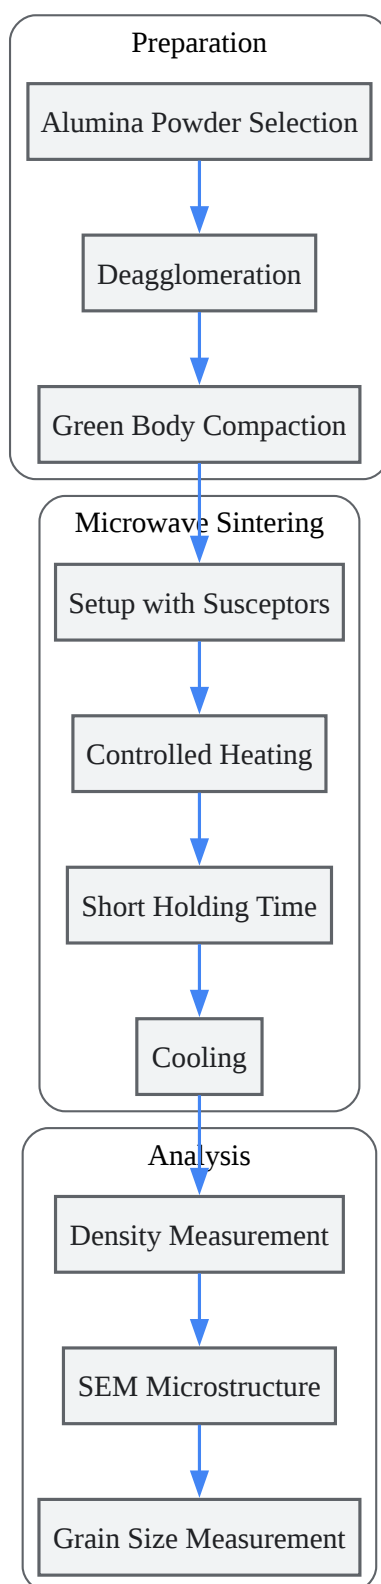 Preparation
Alumina Powder Selection
Deagglomeration
Green Body Compaction
Microwave Sintering
Setup with Susceptors
Controlled Heating
Short Holding Time
Cooling
Analysis
Density Measurement
SEM Microstructure
Grain Size Measurement